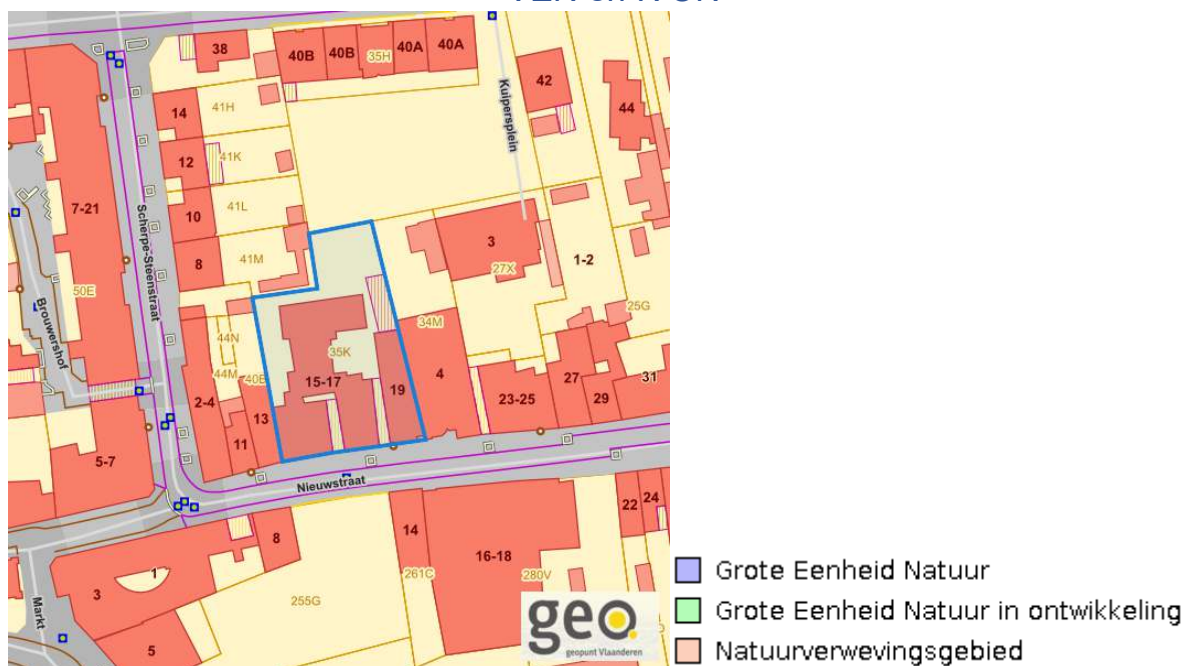 VEN en IVON
38
40B
40B
35H
40A
40A
42
44
Kuipersplein
14
41H
12
41K
10
41L
8
41M
7-21
Scherpe-Steenstraat
50E
Brouwershof
3
27X
1-2
25G
44N
44M
40E
35K
34M
15-17
19
4
2-4
13
11
23-25
27
29
31
5-7
Nieuwstraat
8
14
22
24
16-18
1
3
255G
261C
280V
Markt
5
geo.
geopunt Vlaanderen
Grote Eenheid Natuur
Grote Eenheid Natuur in ontwikkeling
Natuurverwevingsgebied